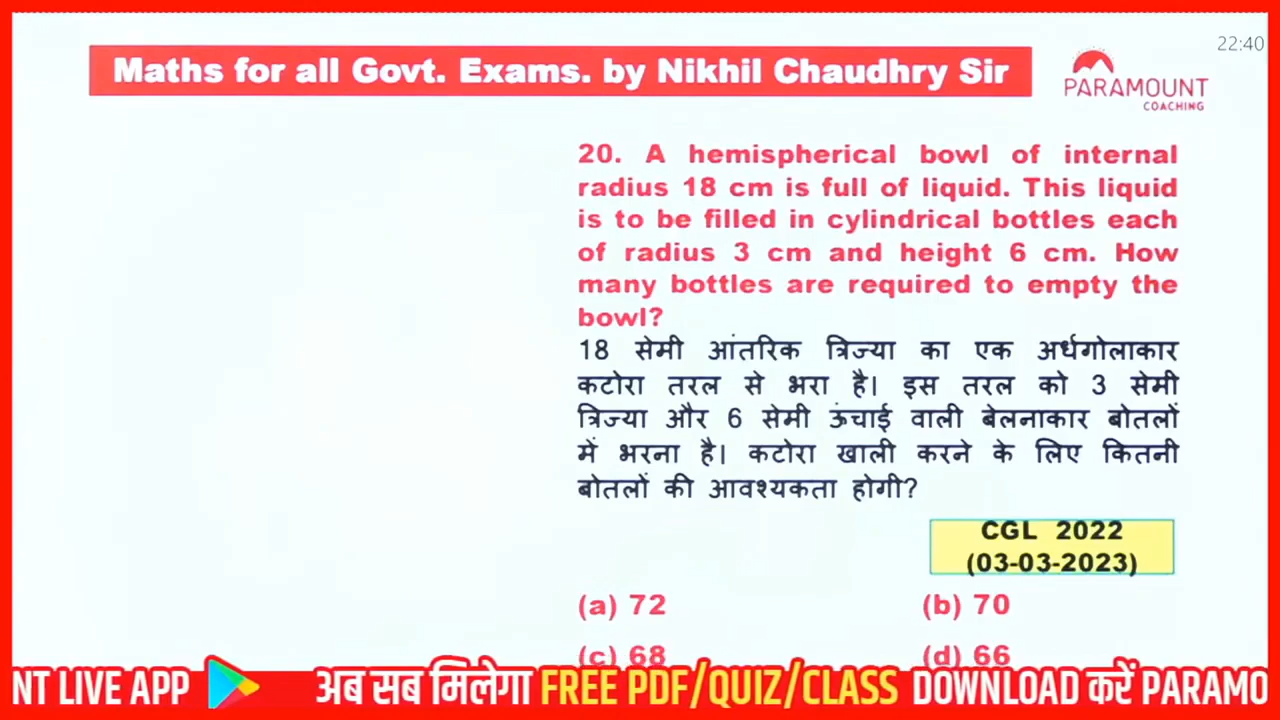 22:40
Maths for all Govt. Exams. by Nikhil Chaudhry Sir
PARAMOUNT
COACHING
20. A hemispherical bowl of internal
radius 18 cm is full of liquid. This liquid
is to be filled in cylindrical bottles each
of radius 3 cm and height 6 cm. How
many bottles are required to empty the
bowl?
18 सेमी आंतरिक त्रिज्या का एक अर्धगोलाकार
कटोरा तरल से भरा है। इस तरल को 3 सेमी
त्रिज्या और 6 सेमी ऊंचाई वाली बेलनाकार बोतलों
में भरना है। कटोरा खाली करने के लिए कितनी
बोतलों की आवश्यकता होगी?
CGL 2022
(03-03-2023)
(a) 72 (b) 70
(c) 68 (d) 66
NT LIVE APP अब सब मिलेगा FREE PDF/QUIZ/CLASS DOWNLOAD करें PARAMO